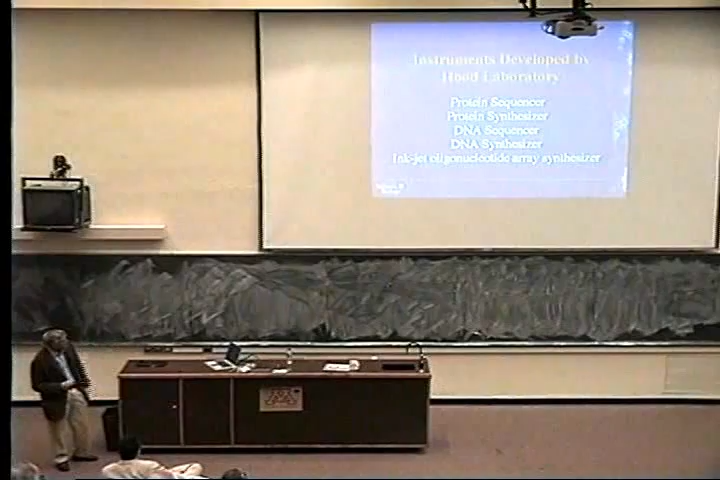 Instruments Developed by
Hood Laboratory
Protein Sequencer
Protein Synthesizer
DNA Sequencer
DNA Synthesizer
Ink-jet oligonucleotide array synthesizer